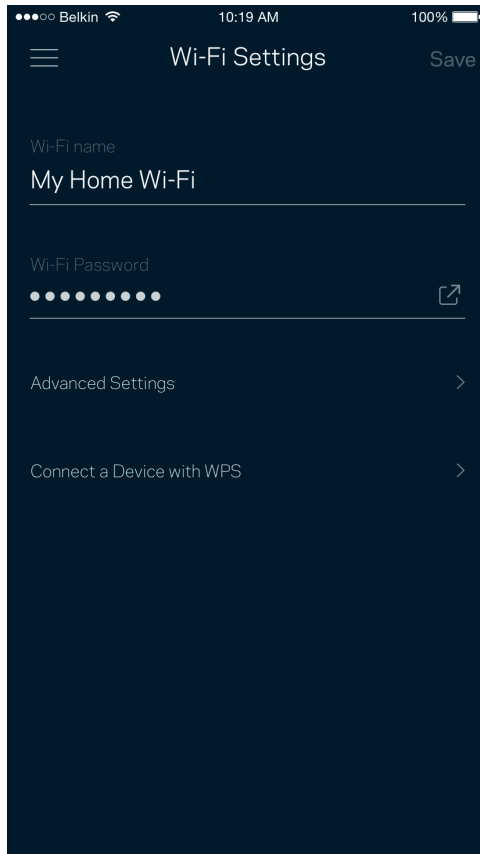 ●●●○○ Belkin 10:19 AM 100%
Wi-Fi Settings Save
Wi-Fi name
My Home Wi-Fi
Wi-Fi Password
●●●●●●●●●
Advanced Settings
Connect a Device with WPS